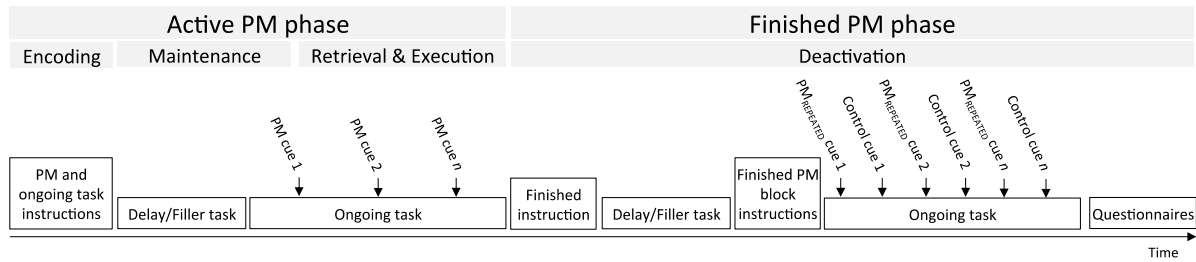 Active PM phase
Finished PM phase
Encoding
Maintenance
Retrieval & Execution
Deactivation
PM cue 1
PM cue 2
PM cue n
PMREPEATED cue 1
Control cue 1
PMREPEATED cue 2
Control cue 2
PMREPEATED cue n
Control cue n
PM and
ongoing task
instructions
Delay/Filler task
Ongoing task
Finished
instruction
Delay/Filler task
Finished PM
block
instructions
Ongoing task
Questionnaires
Time